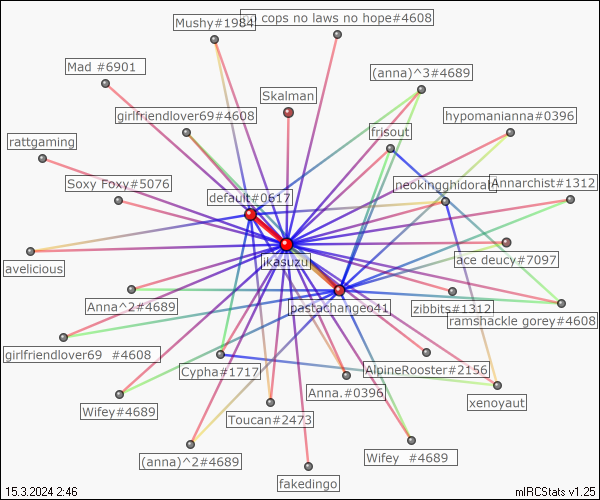 Mushy#1984
cops no laws no hope#4608
Mad #6901
(anna)^3#4689
Skalman
girlfriendlover69#4608
hypomanianna#0396
frisout
rattgaming
Soxy Foxy#5076
neokingghidorah
Annarchist#1312
default#0617
ikasuzu
ace deucy#7097
avelicious
Anna^2#4689
pastachangeo41
zibbits#1312
ramshackle gorey#4608
girlfriendlover69 #4608
Cypha#1717
AlpineRooster#2156
Anna.#0396
xenoyaut
Wifey#4689
Toucan#2473
(anna)^2#4689
Wifey #4689
fakedingo
15.3.2024 2:46
mIRCStats v1.25